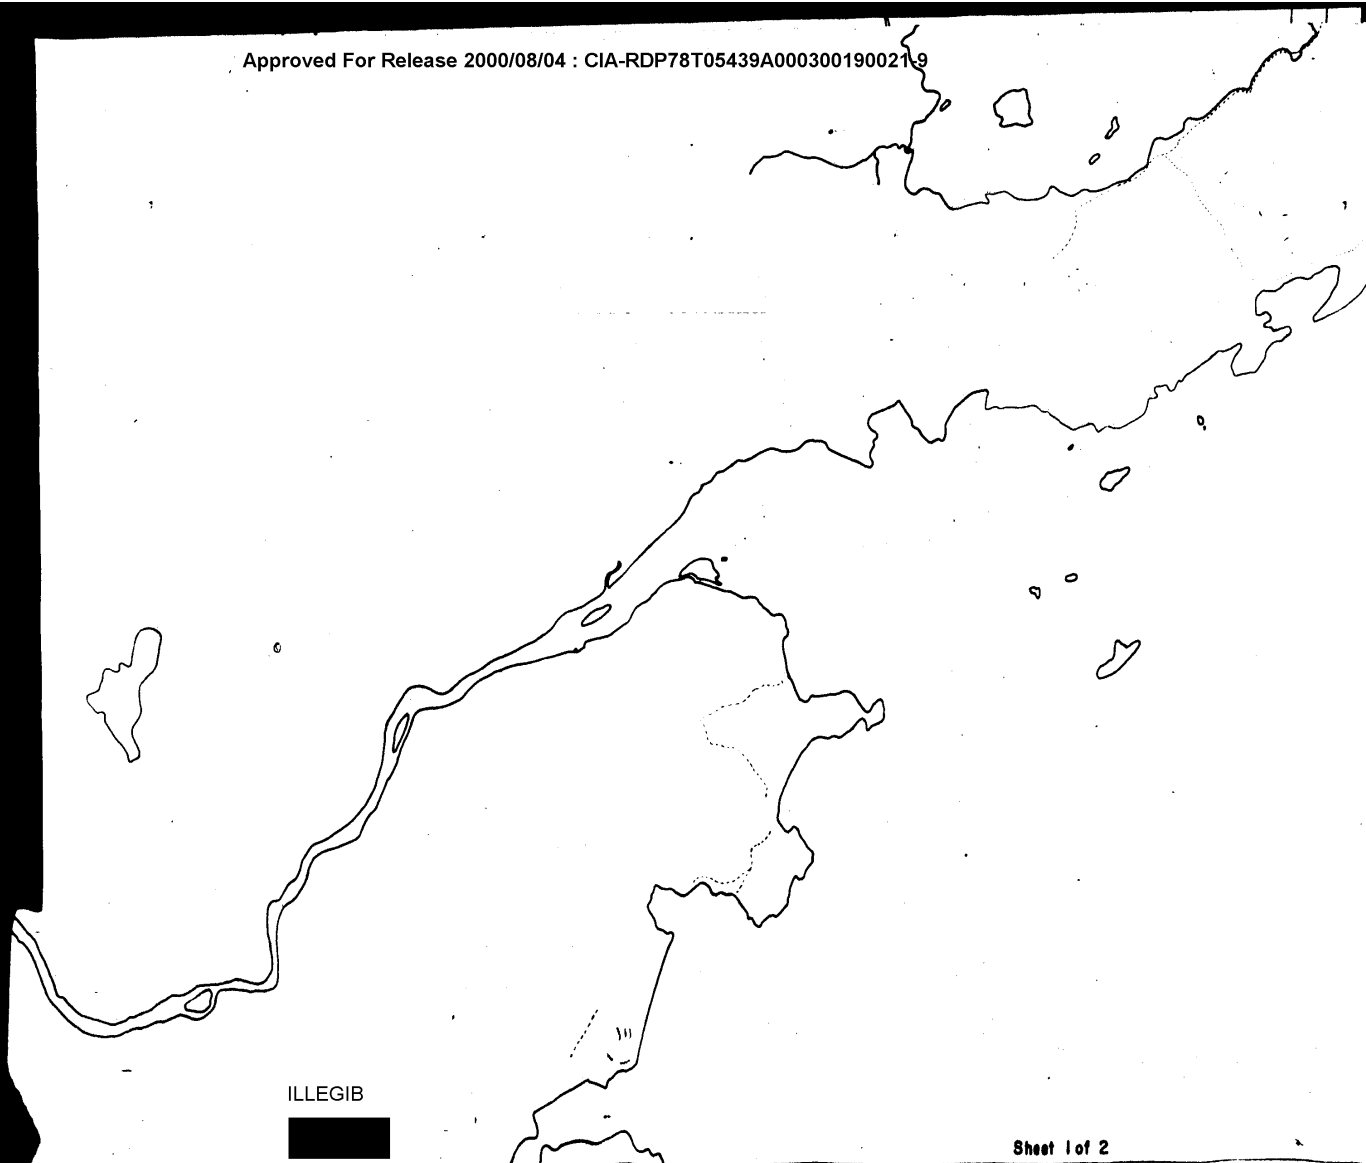 Approved For Release 2000/08/04 : CIA-RDP78T05439A000300190021-9
ILLEGIB
Sheet 1 of 2